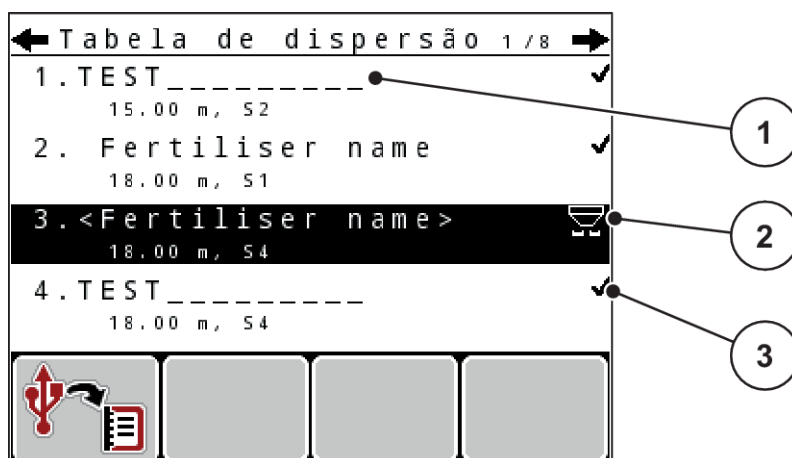 Tabela de dispersão 1/8
1.TEST_________
15.00 m, S2
2. Fertiliser name
18.00 m, S1
3.<Fertiliser name>
18.00 m, S4
4.TEST_________
18.00 m, S4
1
2
3